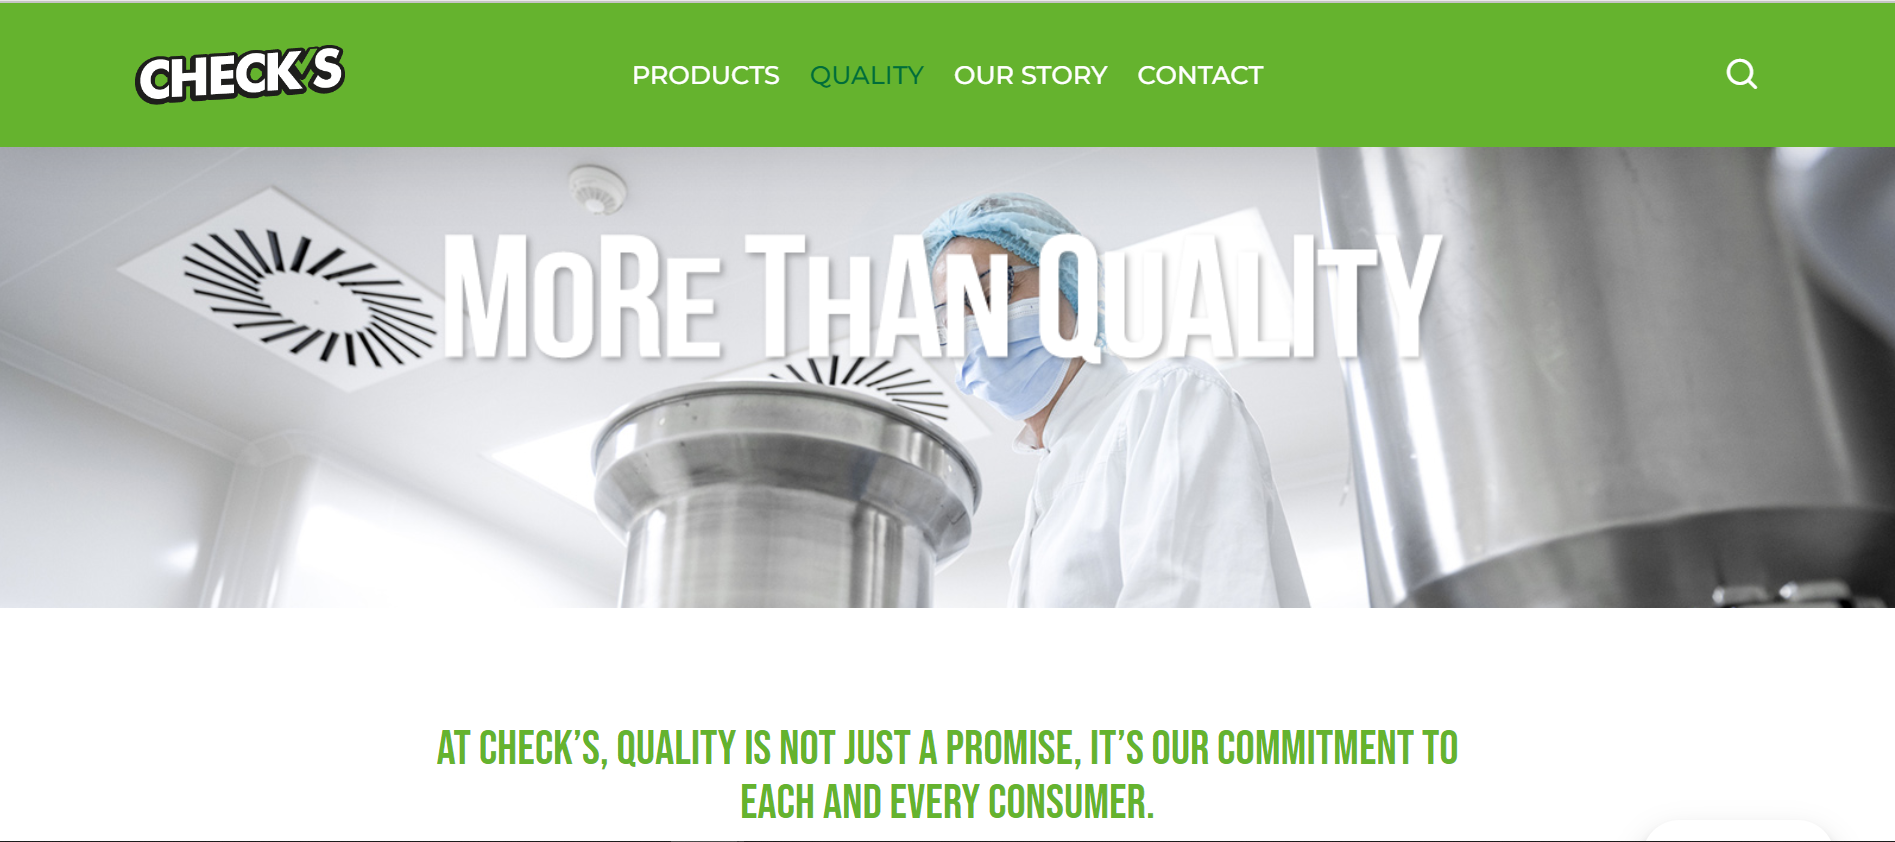 CHECK'S
PRODUCTS QUALITY OUR STORY CONTACT
MORE THAN QUALITY
AT CHECK’S, QUALITY IS NOT JUST A PROMISE, IT’S OUR COMMITMENT TO
EACH AND EVERY CONSUMER.